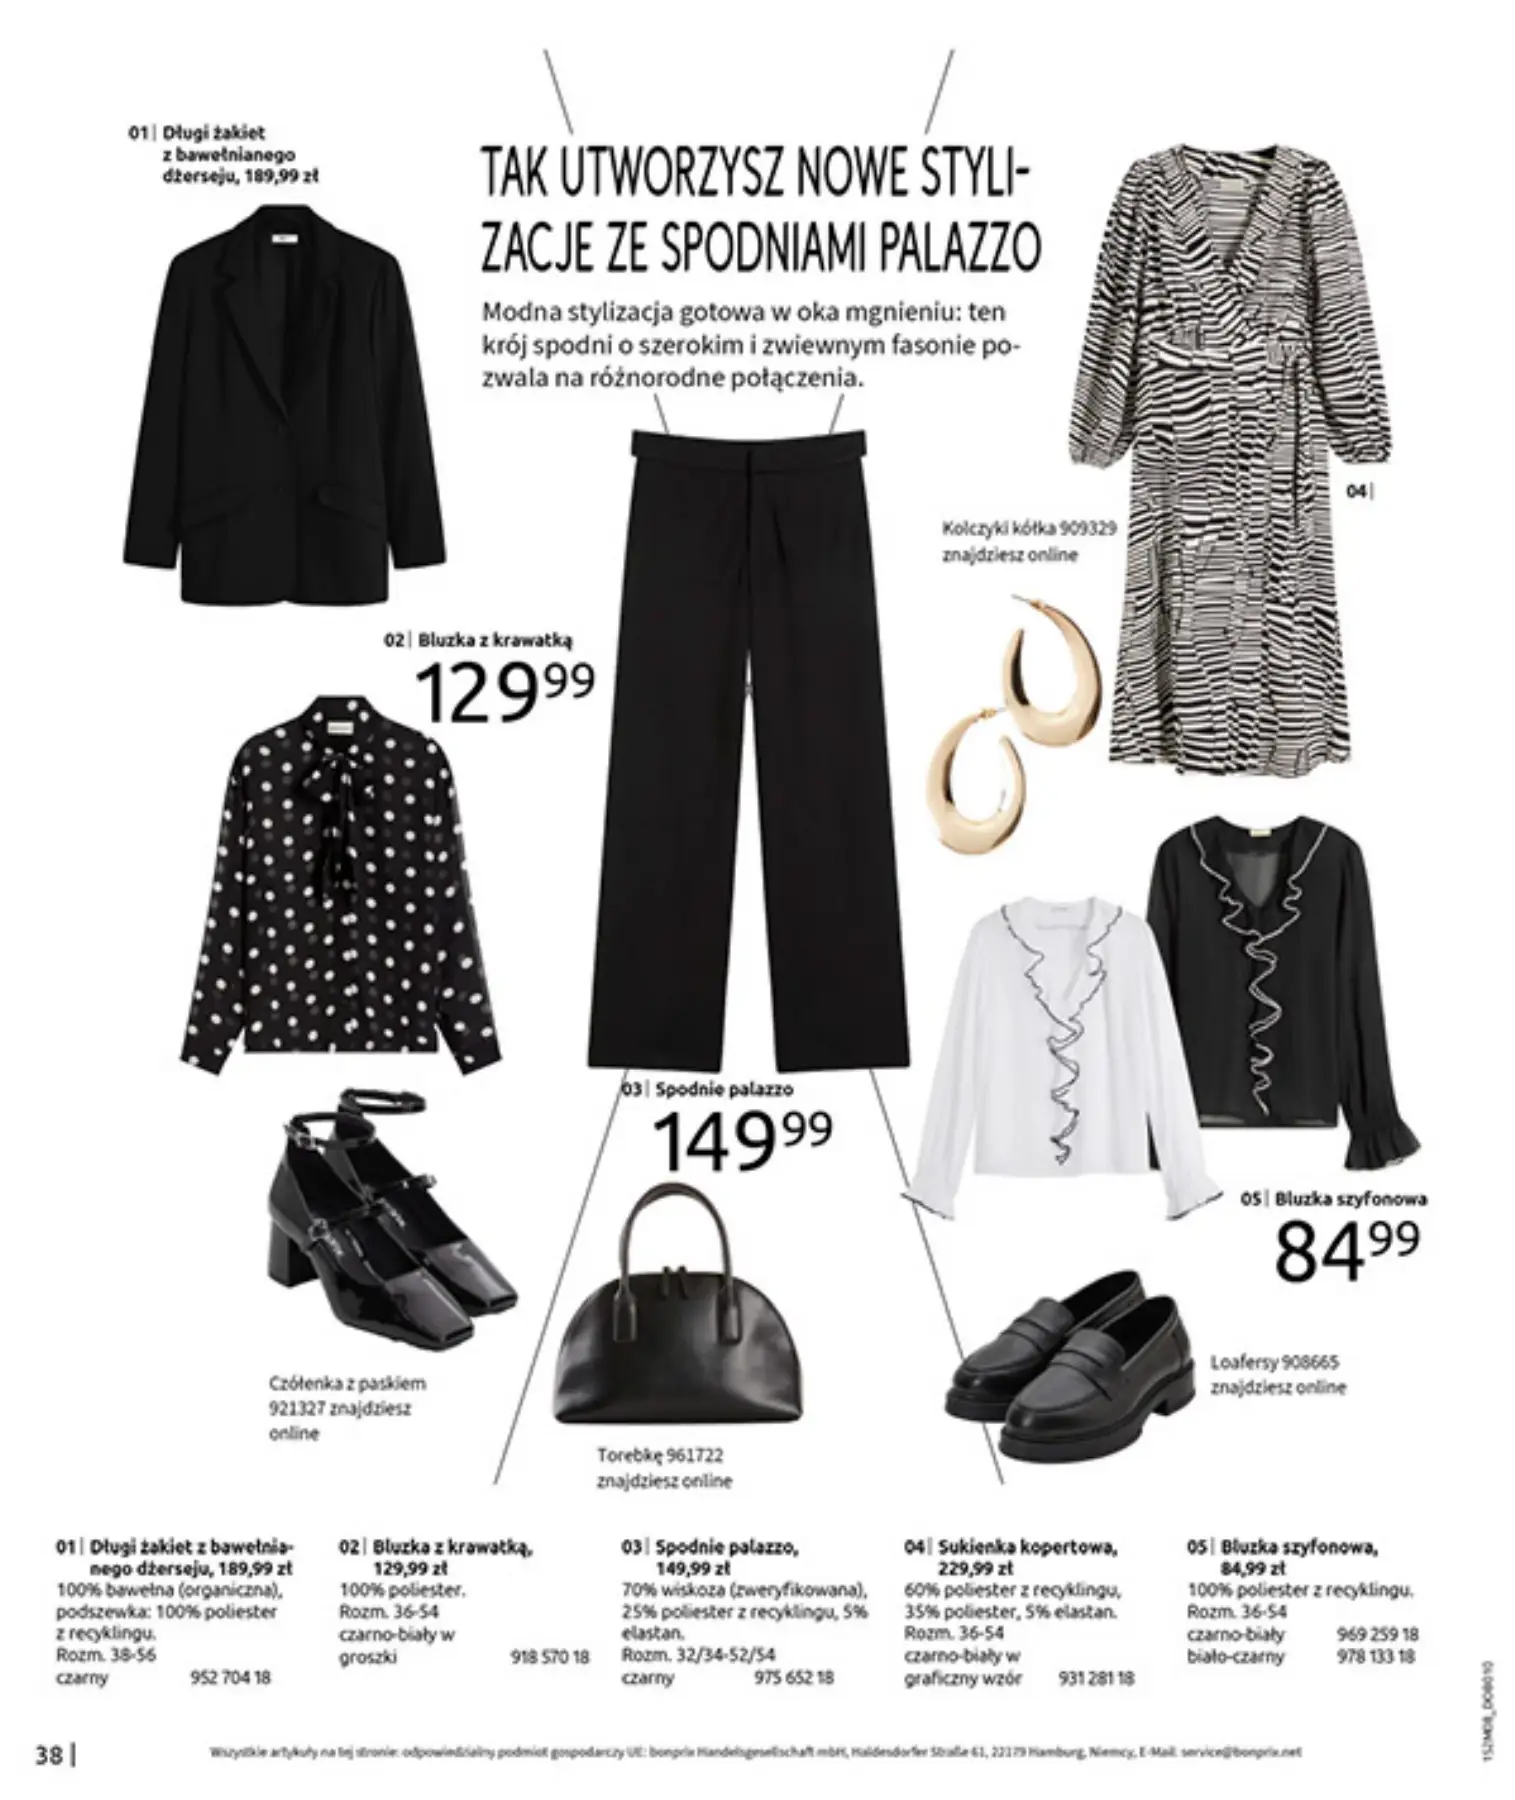 01| Długi żakiet
z bawełnianego
dżerseju, 189,99 zł
TAK UTWORZYSZ NOWE STYLI-
ZACJE ZE SPODNIAMI PALAZZO
Modna stylizacja gotowa w oka mgnieniu: ten
krój spodni o szerokim i zwiewnym fasonie po-
zwala na różnorodne połączenia.
04|
Kolczyki kółka 909329
znajdziesz online
02| Bluzka z krawatką
129 99
03| Spodnie palazzo
149 99
05| Bluzka szyfonowa
84 99
Czółenka z paskiem
921327 znajdziesz
online
Torebkę 961722
znajdziesz online
Loafersy 908665
znajdziesz online
01| Długi żakiet z bawełnia-
nego dżerseju, 189,99 zł
100% bawełna (organiczna),
podszewka: 100% poliester
z recyklingu.
Rozm. 38-56
czarny 952 704 18
02| Bluzka z krawatką,
129,99 zł
100% poliester.
Rozm. 36-54
czarno-biały w
groszki 918 570 18
03| Spodnie palazzo,
149,99 zł
70% wiskoza (zweryfikowana),
25% poliester z recyklingu, 5%
elastan.
Rozm. 32/34-52/54
czarny 975 652 18
04| Sukienka kopertowa,
229,99 zł
60% poliester z recyklingu,
35% poliester, 5% elastan.
Rozm. 36-54
czarno-biały w
graficzny wzór 931 281 18
05| Bluzka szyfonowa,
84,99 zł
100% poliester z recyklingu.
Rozm. 36-54
czarno-biały 969 259 18
biało-czarny 978 133 18
38|
Wszystkie artykuły na tej stronie: odpowiedzialny podmiot gospodarczy UE: bonprix Handelsgesellschaft mbH, Haldesdorfer Straße 61, 22179 Hamburg, Niemcy, E-Mail: service@bonprix.net
152M08_DOB010